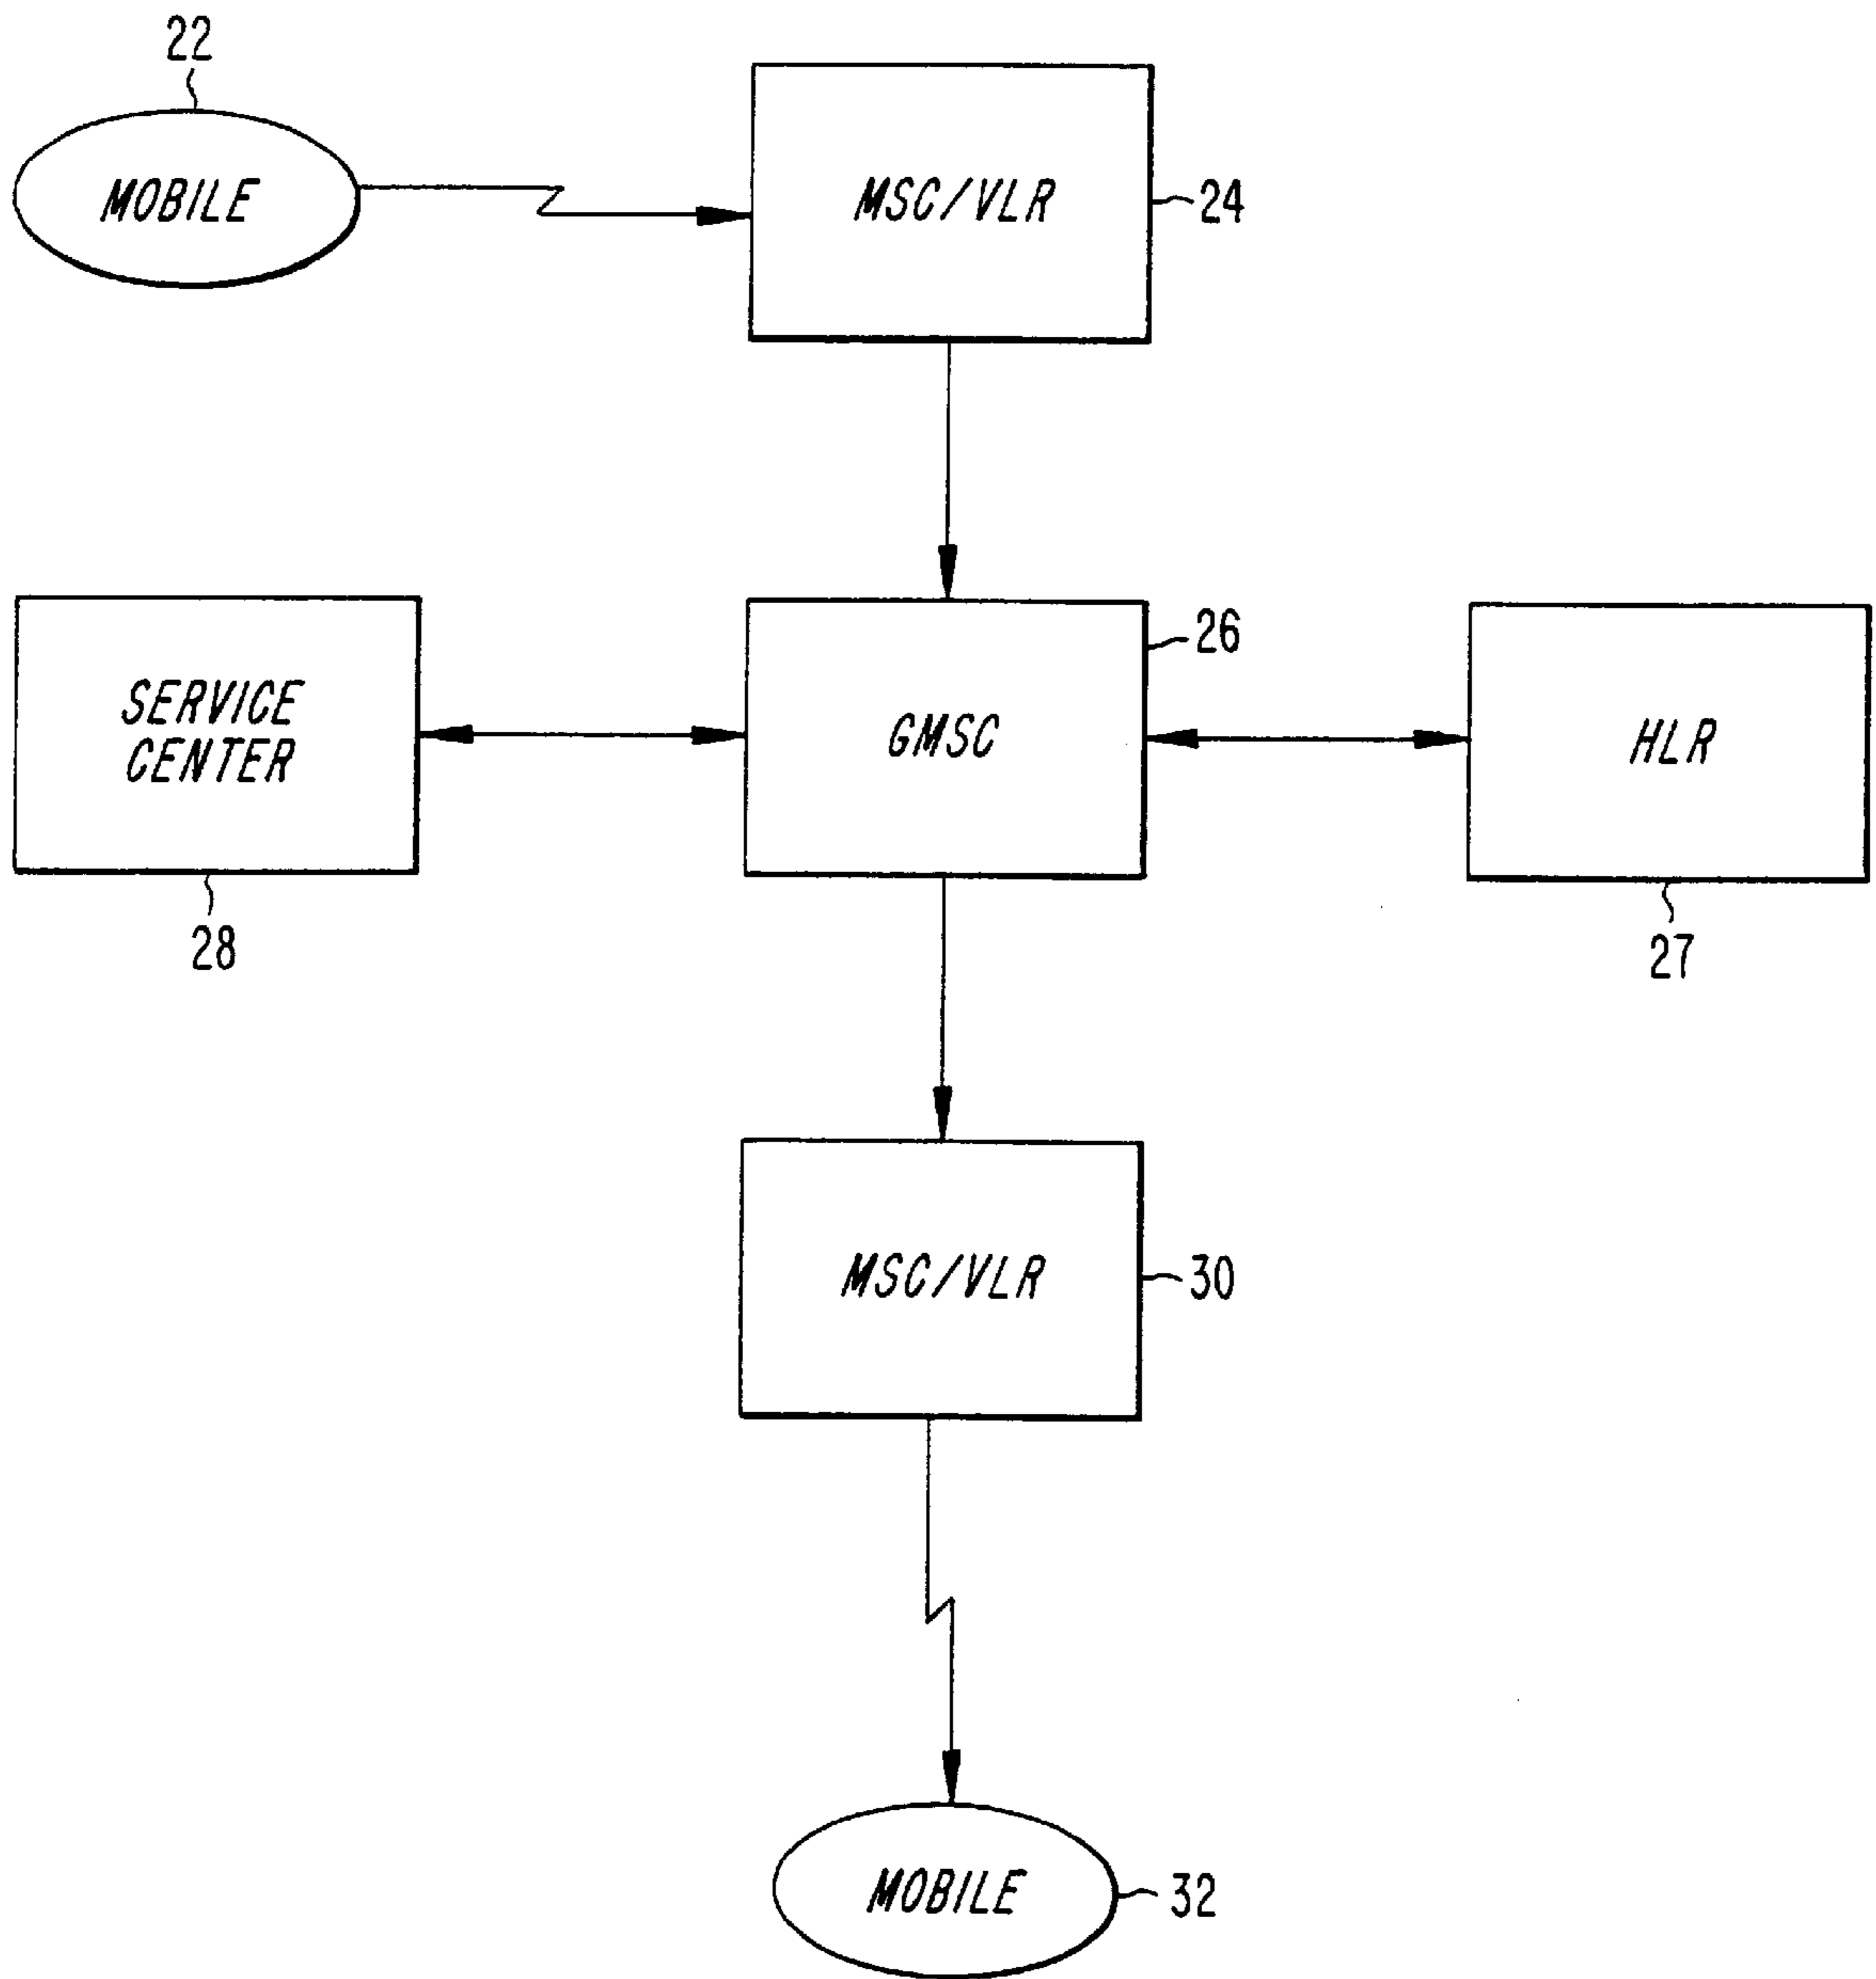 22
MOBILE
MSC/VLR
24
26
SERVICE
CENTER
GMSC
HLR
28
27
MSC/VLR
30
MOBILE
32